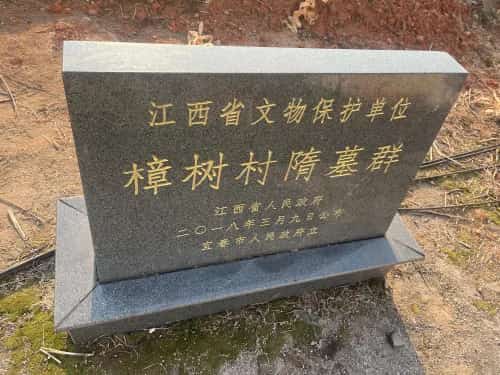 江西省文物保护单位
樟树村隋墓群
江西省人民政府
二〇一八年三月九日公布
宜春市人民政府立